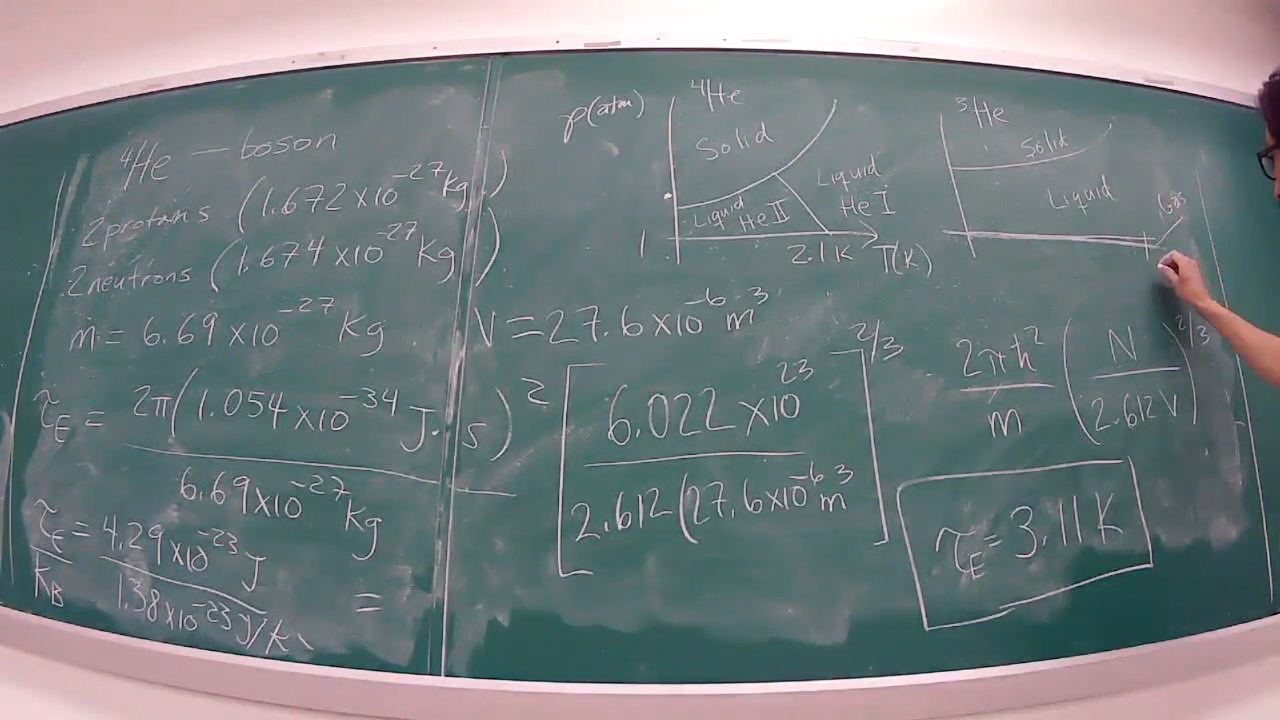 ⁴He — boson
2 protons (1.672×10⁻²⁷ Kg)
2 neutrons (1.674×10⁻²⁷ Kg)
m = 6.69×10⁻²⁷ Kg
V = 27.6×10⁻⁶ m³
τ_E = 2π(1.054×10⁻³⁴ J·s)²
6.69×10⁻²⁷ Kg
[6.022×10²³
2.612(27.6×10⁻⁶ m³]^2/3
τ_E = 4.29×10⁻²³ J
K_B 1.38×10⁻²³ J/K =
p(atm)
⁴He
Solid
Liquid He II
Liquid
He I
1
2.1K T(K)
³He
Solid
Liquid
Gas
2πħ² (N)^2/3
m 2.612V
τ_E = 3.11 K